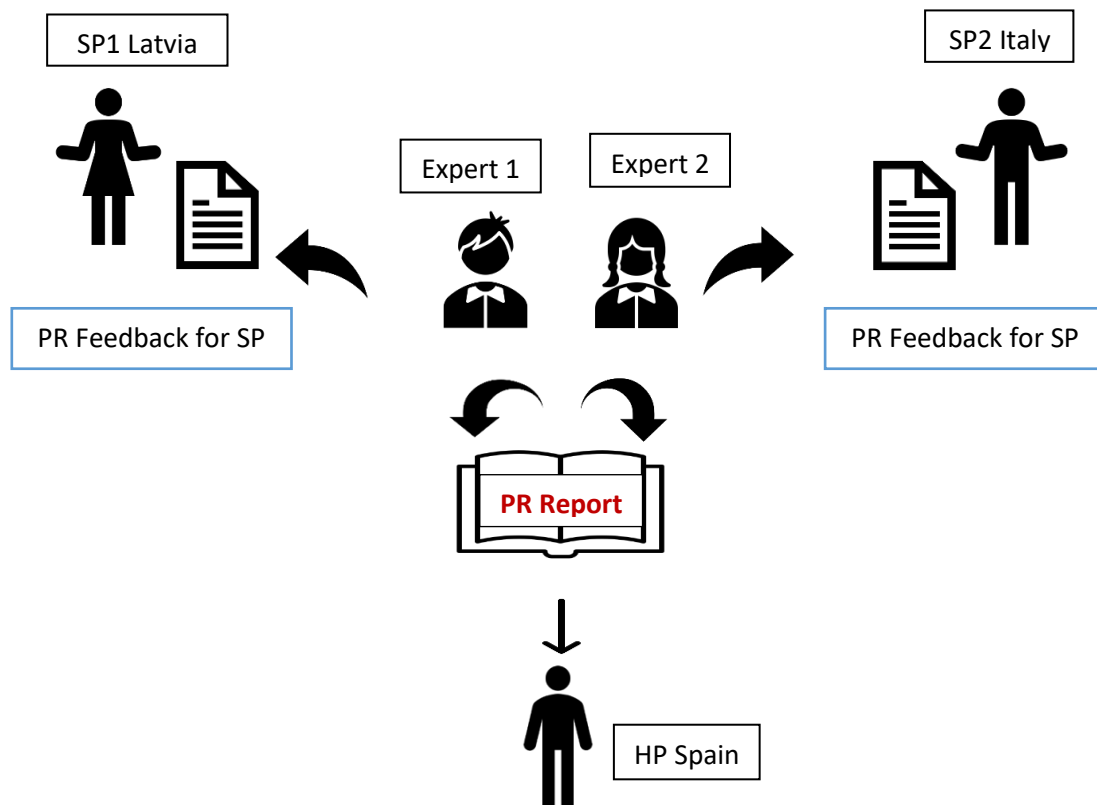 SP1 Latvia
SP2 Italy
Expert 1
Expert 2
PR Feedback for SP
PR Feedback for SP
PR Report
HP Spain